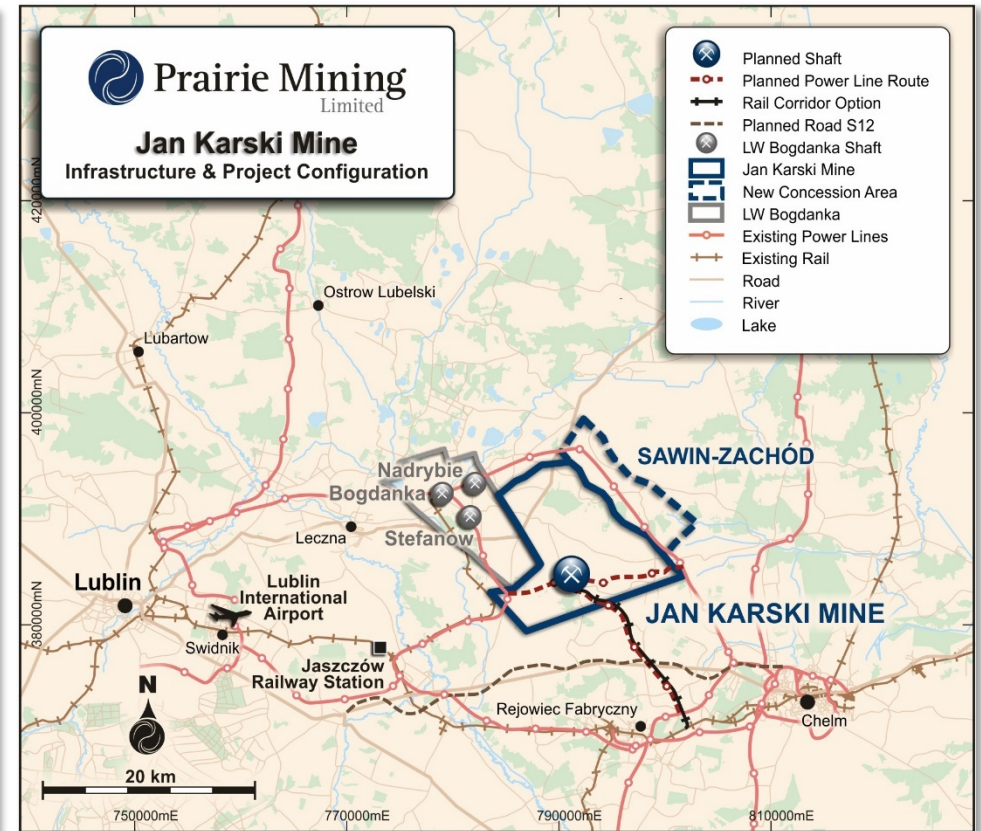 Prairie Mining
Limited
Jan Karski Mine
Infrastructure & Project Configuration
Planned Shaft
Planned Power Line Route
Rail Corridor Option
Planned Road S12
LW Bogdanka Shaft
Jan Karski Mine
New Concession Area
LW Bogdanka
Existing Power Lines
Existing Rail
Road
River
Lake
420000mN
Ostrow Lubelski
Lubartow
400000mN
SAWIN-ZACHÓD
Nadrybie
Bogdanka
Stefanow
Leczna
Lublin
Lublin
International
Airport
JAN KARSKI MINE
380000mN
Swidnik
Jaszczów
Railway Station
N
Rejowiec Fabryczny
Chelm
20 km
750000mE
770000mE
790000mE
810000mE